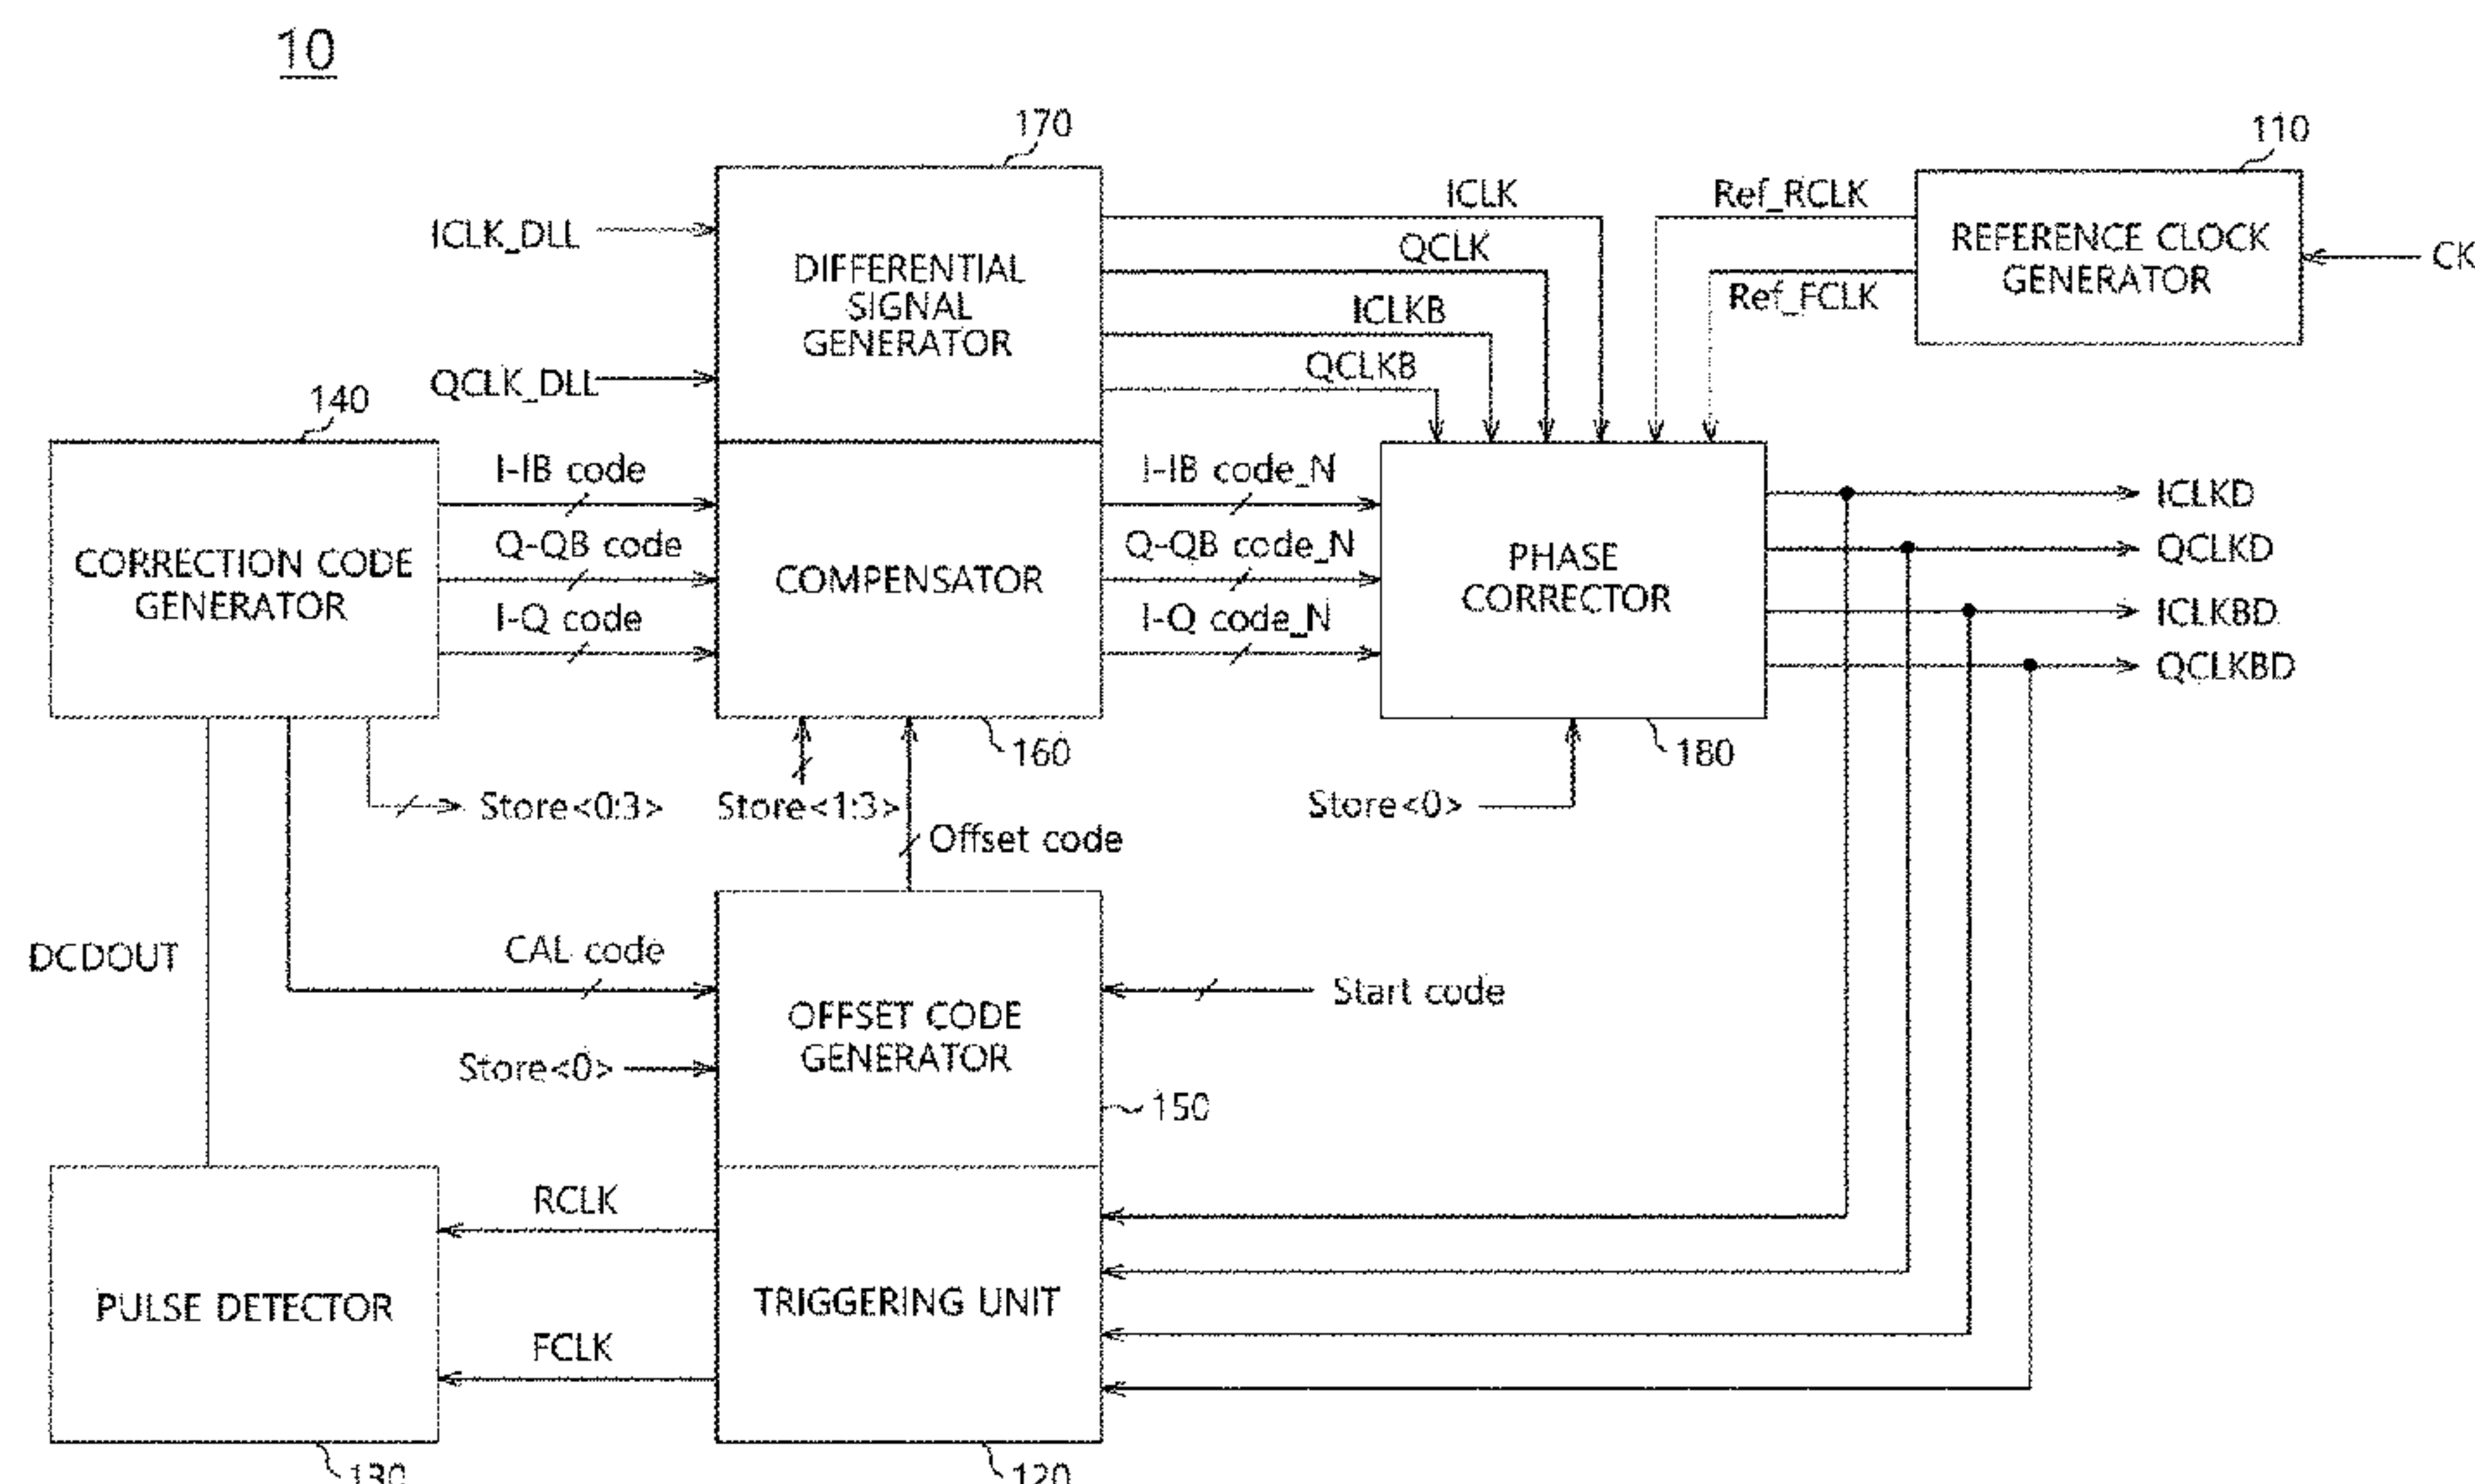 10
170
110
ICLK
Ref_RCLK
ICLK_DLL
QCLK
REFERENCE CLOCK
GENERATOR
CK
DIFFERENTIAL
SIGNAL
GENERATOR
ICLKB
Ref_FCLK
QCLKB
QCLK_DLL
140
I-IB code
I-IB code_N
ICLKD
CORRECTION CODE
GENERATOR
Q-QB code
COMPENSATOR
Q-QB code_N
PHASE
CORRECTOR
QCLKD
I-Q code
I-Q code_N
ICLKBD
QCLKBD
160
180
Store<0:3>
Store<1:3>
Store<0>
Offset code
DCDOUT
CAL code
Start code
OFFSET CODE
GENERATOR
Store<0>
150
RCLK
PULSE DETECTOR
TRIGGERING UNIT
FCLK
130
120